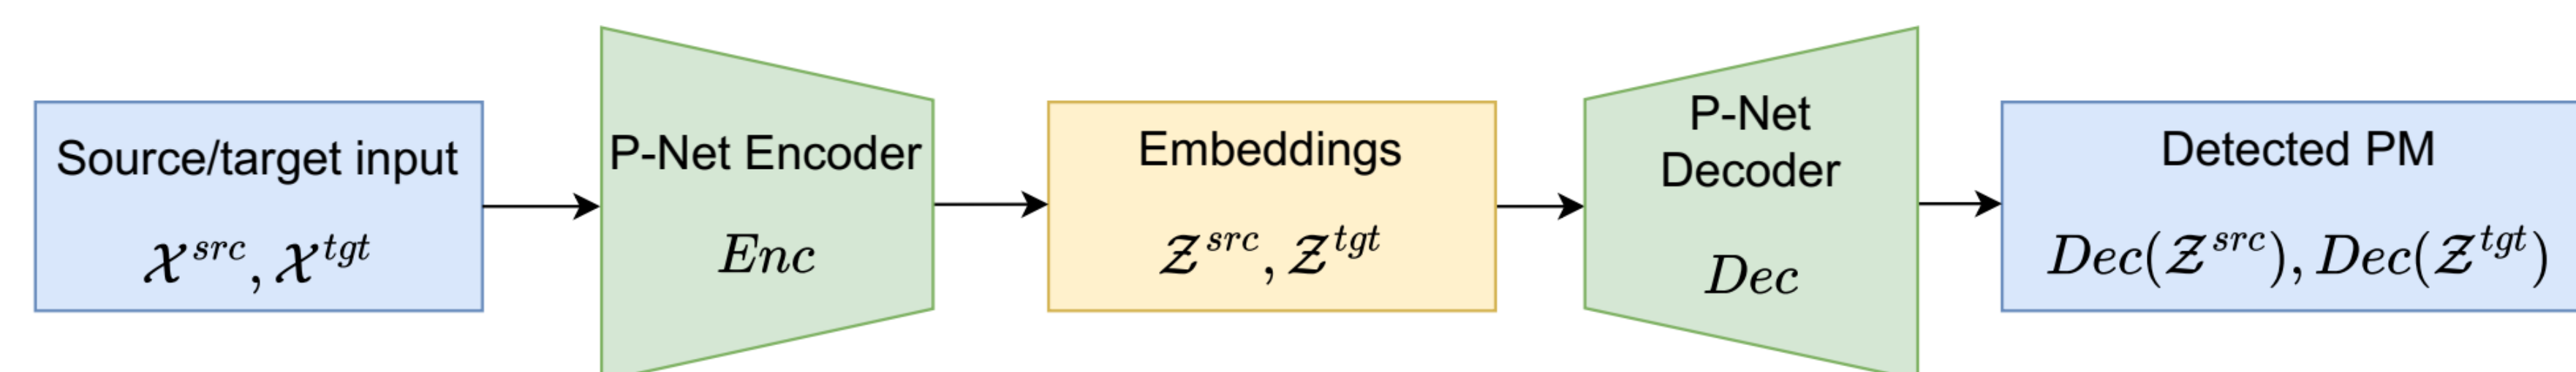 Source/target input
𝒳^src, 𝒳^tgt
P-Net Encoder
Enc
Embeddings
𝒵^src, 𝒵^tgt
P-Net
Decoder
Dec
Detected PM
Dec(𝒵^src), Dec(𝒵^tgt)